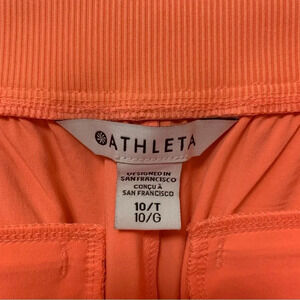 ATHLETA
DESIGNED IN
SAN FRANCISCO
CONÇU À
SAN FRANCISCO
10/T
10/G